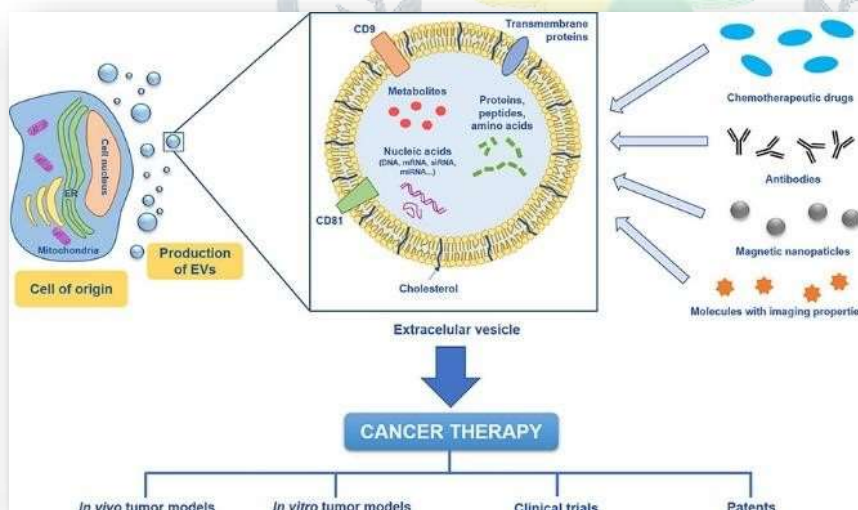 CD9
Transmembrane
proteins
Metabolites
Proteins,
peptides,
amino acids
Nucleic acids
(DNA, mRNA, siRNA,
miRNA...)
CD81
Cholesterol
Cell nucleus
ER
Mitochondria
Cell of origin
Production
of EVs
Extracelular vesicle
Chemotherapeutic drugs
Antibodies
Magnetic nanopaticles
Molecules with imaging propertie
CANCER THERAPY
In vivo tumor models
In vitro tumor models
Clinical trials
Patents